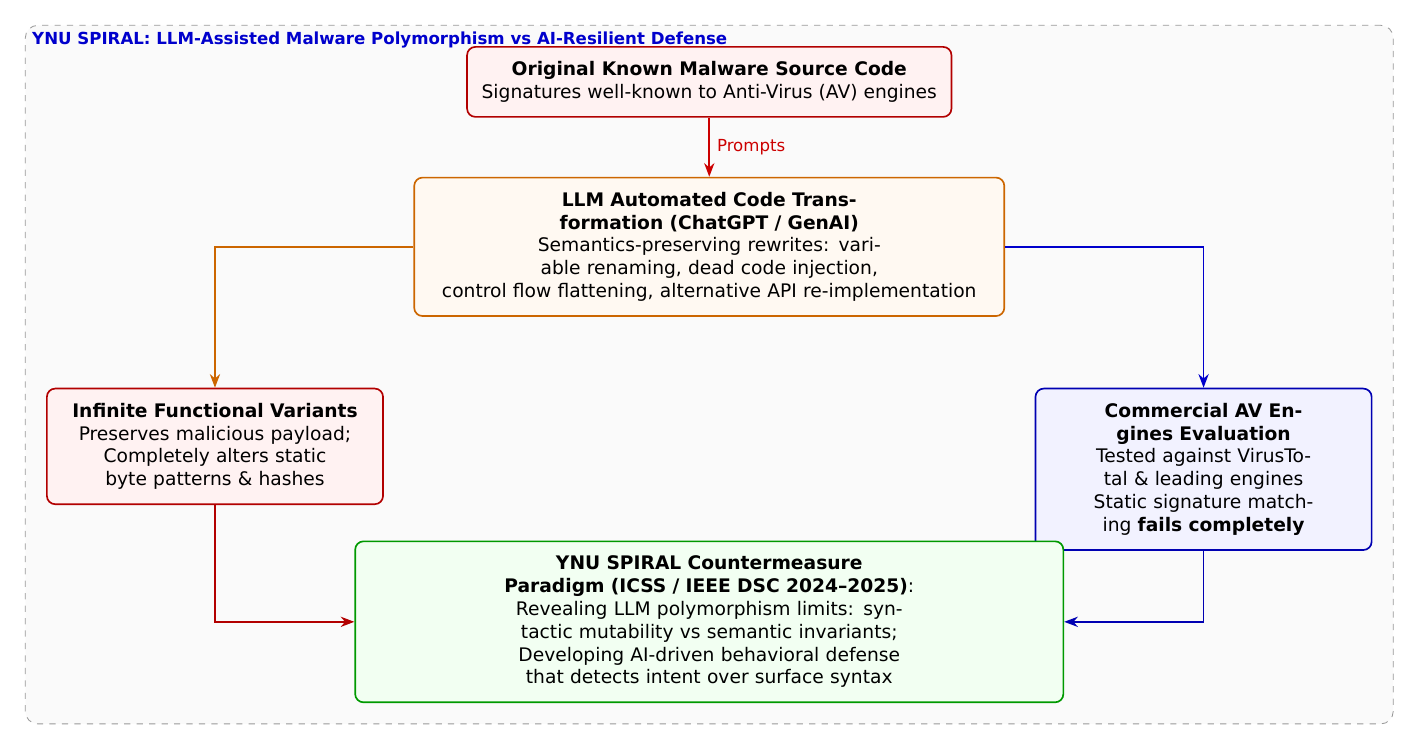 YNU SPIRAL: LLM-Assisted Malware Polymorphism vs AI-Resilient Defense
Original Known Malware Source Code
Signatures well-known to Anti-Virus (AV) engines
Prompts
LLM Automated Code Trans-
formation (ChatGPT / GenAI)
Semantics-preserving rewrites: vari-
able renaming, dead code injection,
control flow flattening, alternative API re-implementation
Infinite Functional Variants
Preserves malicious payload;
Completely alters static
byte patterns & hashes
Commercial AV En-
gines Evaluation
Tested against VirusTo-
tal & leading engines
Static signature match-
ing fails completely
YNU SPIRAL Countermeasure
Paradigm (ICSS / IEEE DSC 2024–2025):
Revealing LLM polymorphism limits: syn-
tactic mutability vs semantic invariants;
Developing AI-driven behavioral defense
that detects intent over surface syntax